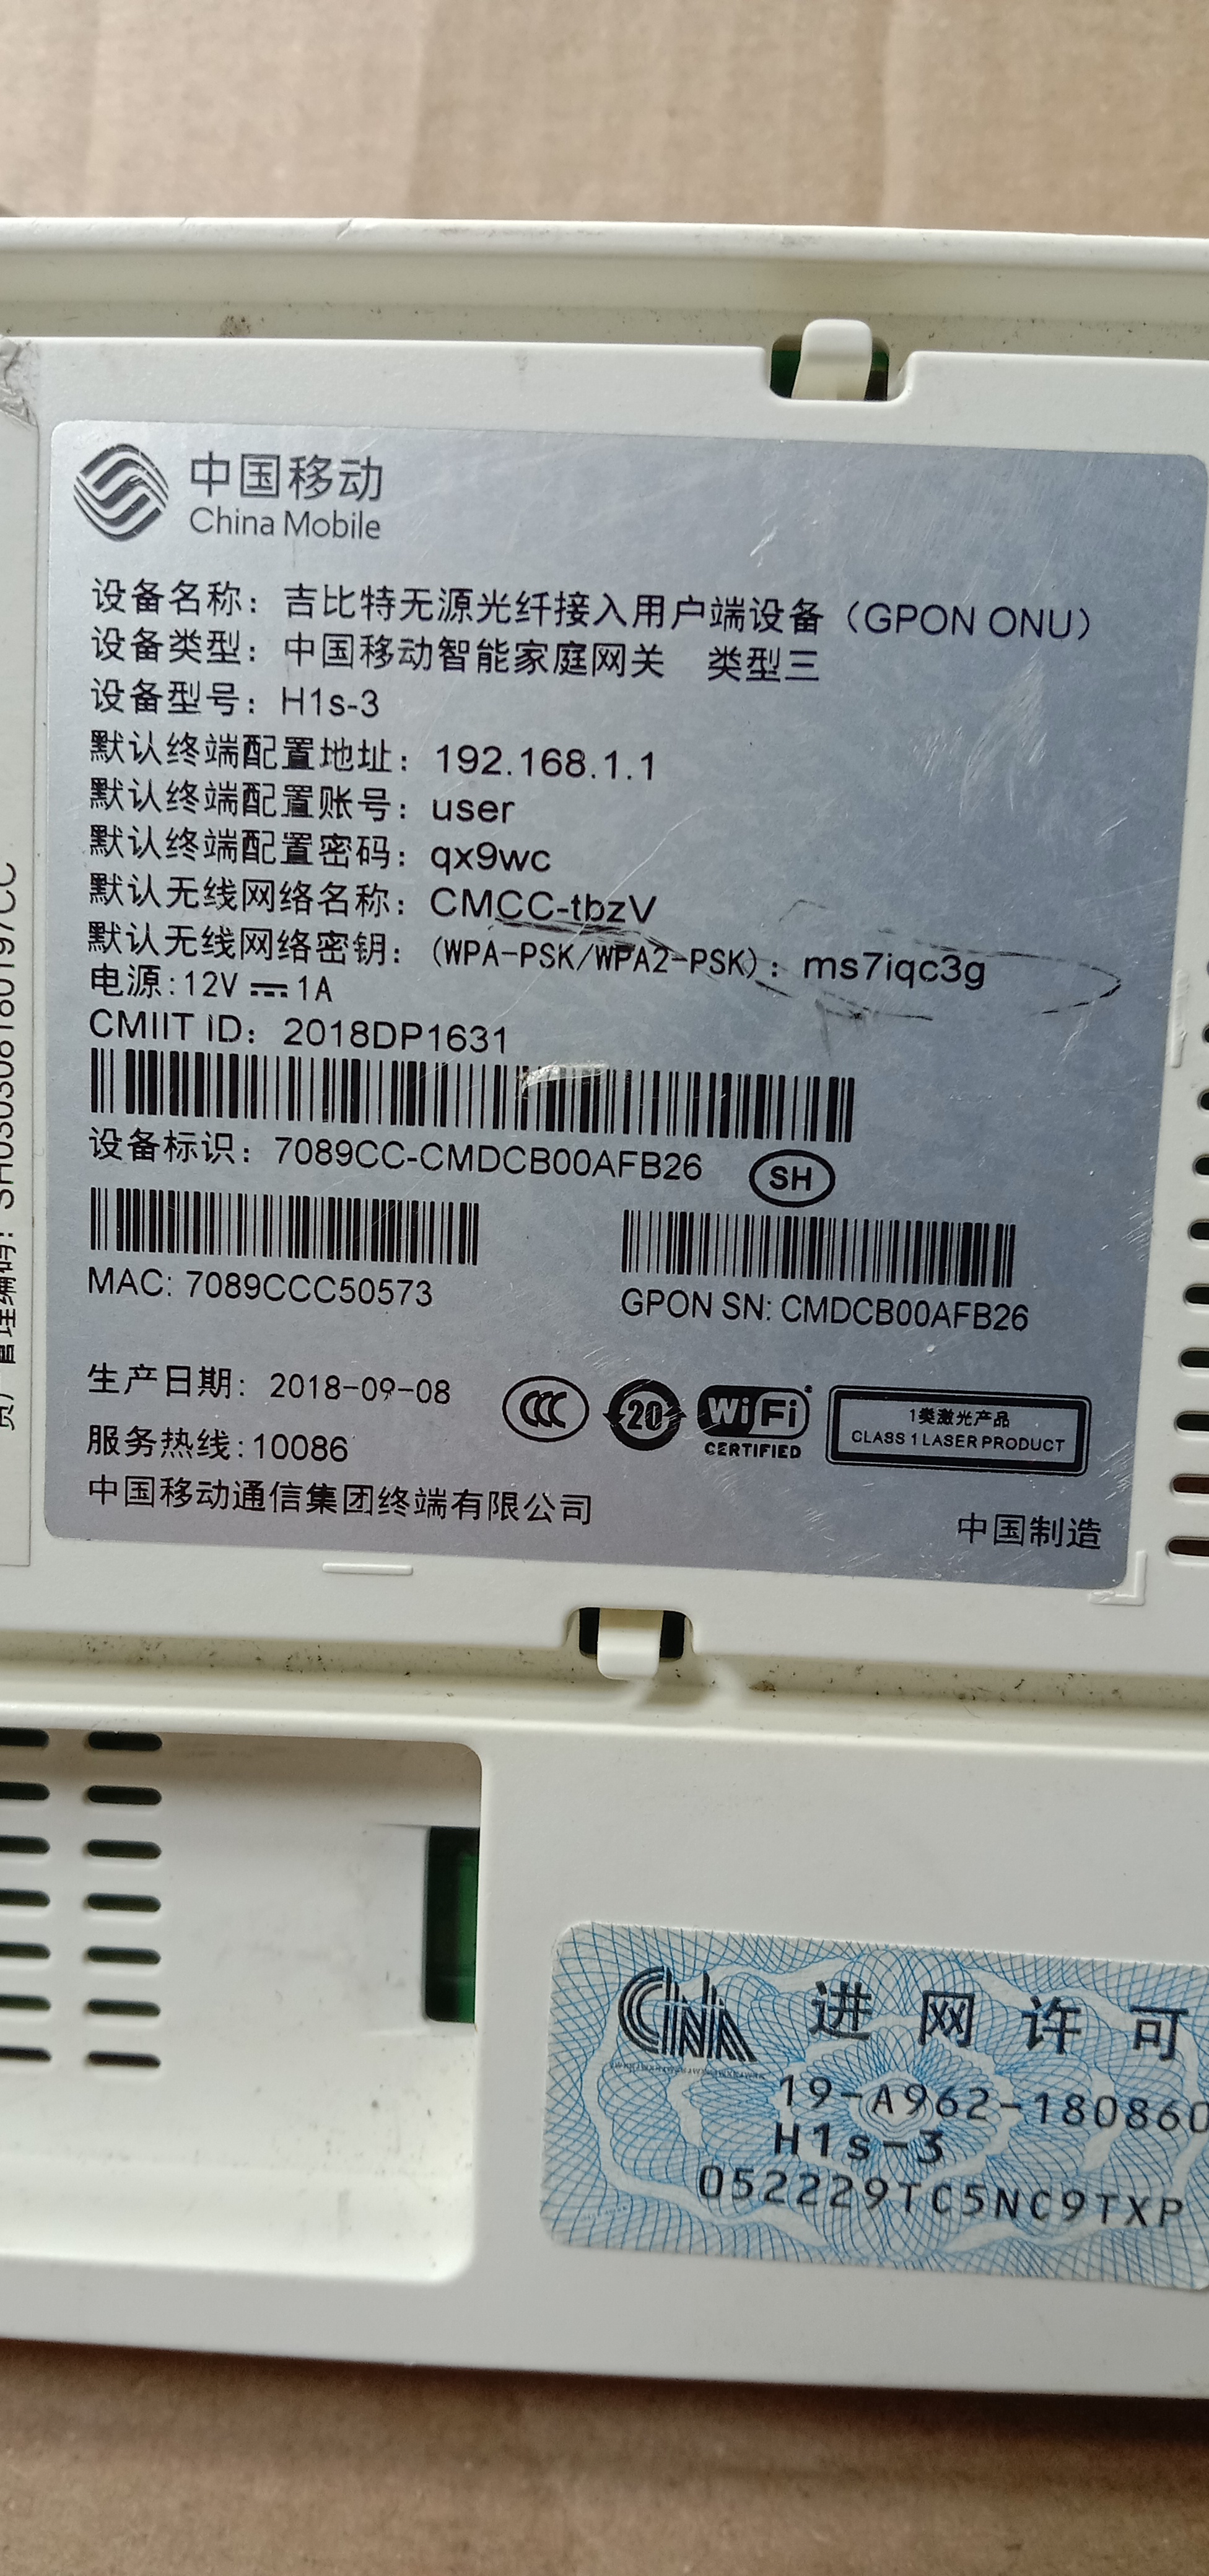 中国移动
China Mobile
设备名称：吉比特无源光纤接入用户端设备（GPON ONU）
设备类型：中国移动智能家庭网关 类型三
设备型号：H1s-3
默认终端配置地址：192.168.1.1
默认终端配置账号：user
默认终端配置密码：qx9wc
默认无线网络名称：CMCC-tbzV
默认无线网络密钥：(WPA-PSK/WPA2-PSK)：ms7iqc3g
电源:12V 1A
CMIIT ID：2018DP1631
设备标识：7089CC-CMDCB00AFB26
SH
MAC: 7089CCC50573
GPON SN: CMDCB00AFB26
生产日期：2018-09-08
CCC
20
WiFi
CERTIFIED
1类激光产品
CLASS 1 LASER PRODUCT
服务热线:10086
中国移动通信集团终端有限公司
中国制造
进网许可
19-A962-180860
H1s-3
052229TC5NC9TXP